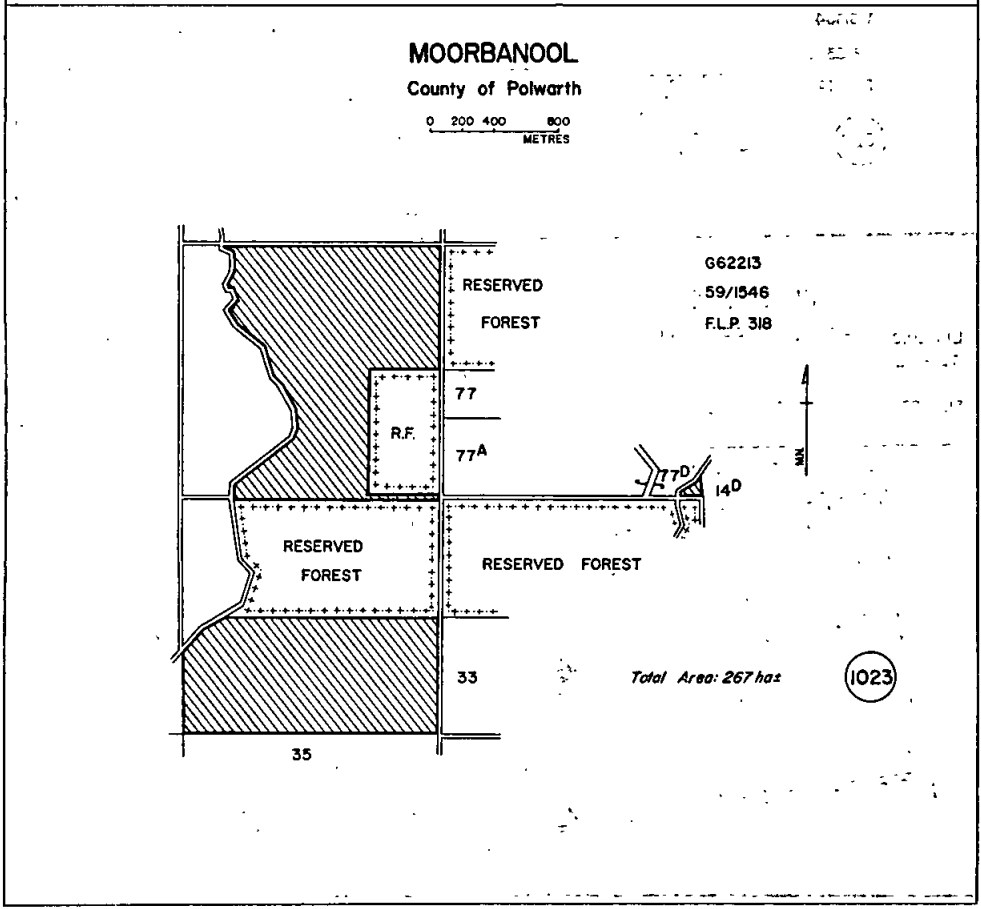 MOORBANOOL
County of Polwarth
0 200 400 800
METRES
RESERVED
FOREST
G62213
59/1546
F.L.P. 318
77
R.F.
77A
M.N.
77D
14D
RESERVED
FOREST
RESERVED FOREST
33
Total Area: 267 ha±
1023
35